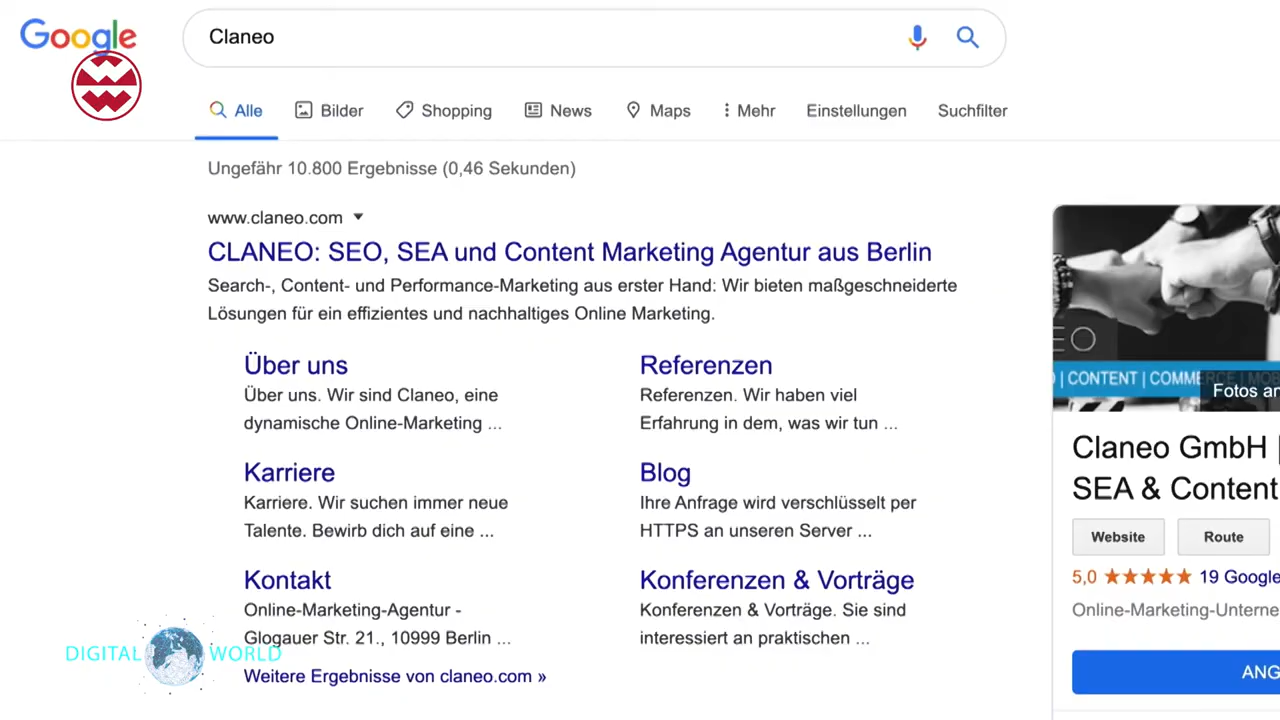 Google
Claneo
Alle
Bilder
Shopping
News
Maps
Mehr
Einstellungen
Suchfilter
Ungefähr 10.800 Ergebnisse (0,46 Sekunden)
www.claneo.com
CLANEO: SEO, SEA und Content Marketing Agentur aus Berlin
Search-, Content- und Performance-Marketing aus erster Hand: Wir bieten maßgeschneiderte
Lösungen für ein effizientes und nachhaltiges Online Marketing.
Über uns
Über uns. Wir sind Claneo, eine
dynamische Online-Marketing ...
Referenzen
Referenzen. Wir haben viel
Erfahrung in dem, was wir tun ...
Karriere
Karriere. Wir suchen immer neue
Talente. Bewirb dich auf eine ...
Blog
Ihre Anfrage wird verschlüsselt per
HTTPS an unseren Server ...
Kontakt
Online-Marketing-Agentur -
Glogauer Str. 21., 10999 Berlin ...
Konferenzen & Vorträge
Konferenzen & Vorträge. Sie sind
interessiert an praktischen ...
Weitere Ergebnisse von claneo.com »
EO
| CONTENT | COMMERCE | MOB
Fotos an
Claneo GmbH |
SEA & Content
Website
Route
5,0
19 Google
Online-Marketing-Unterne
ANG
DIGITAL WORLD